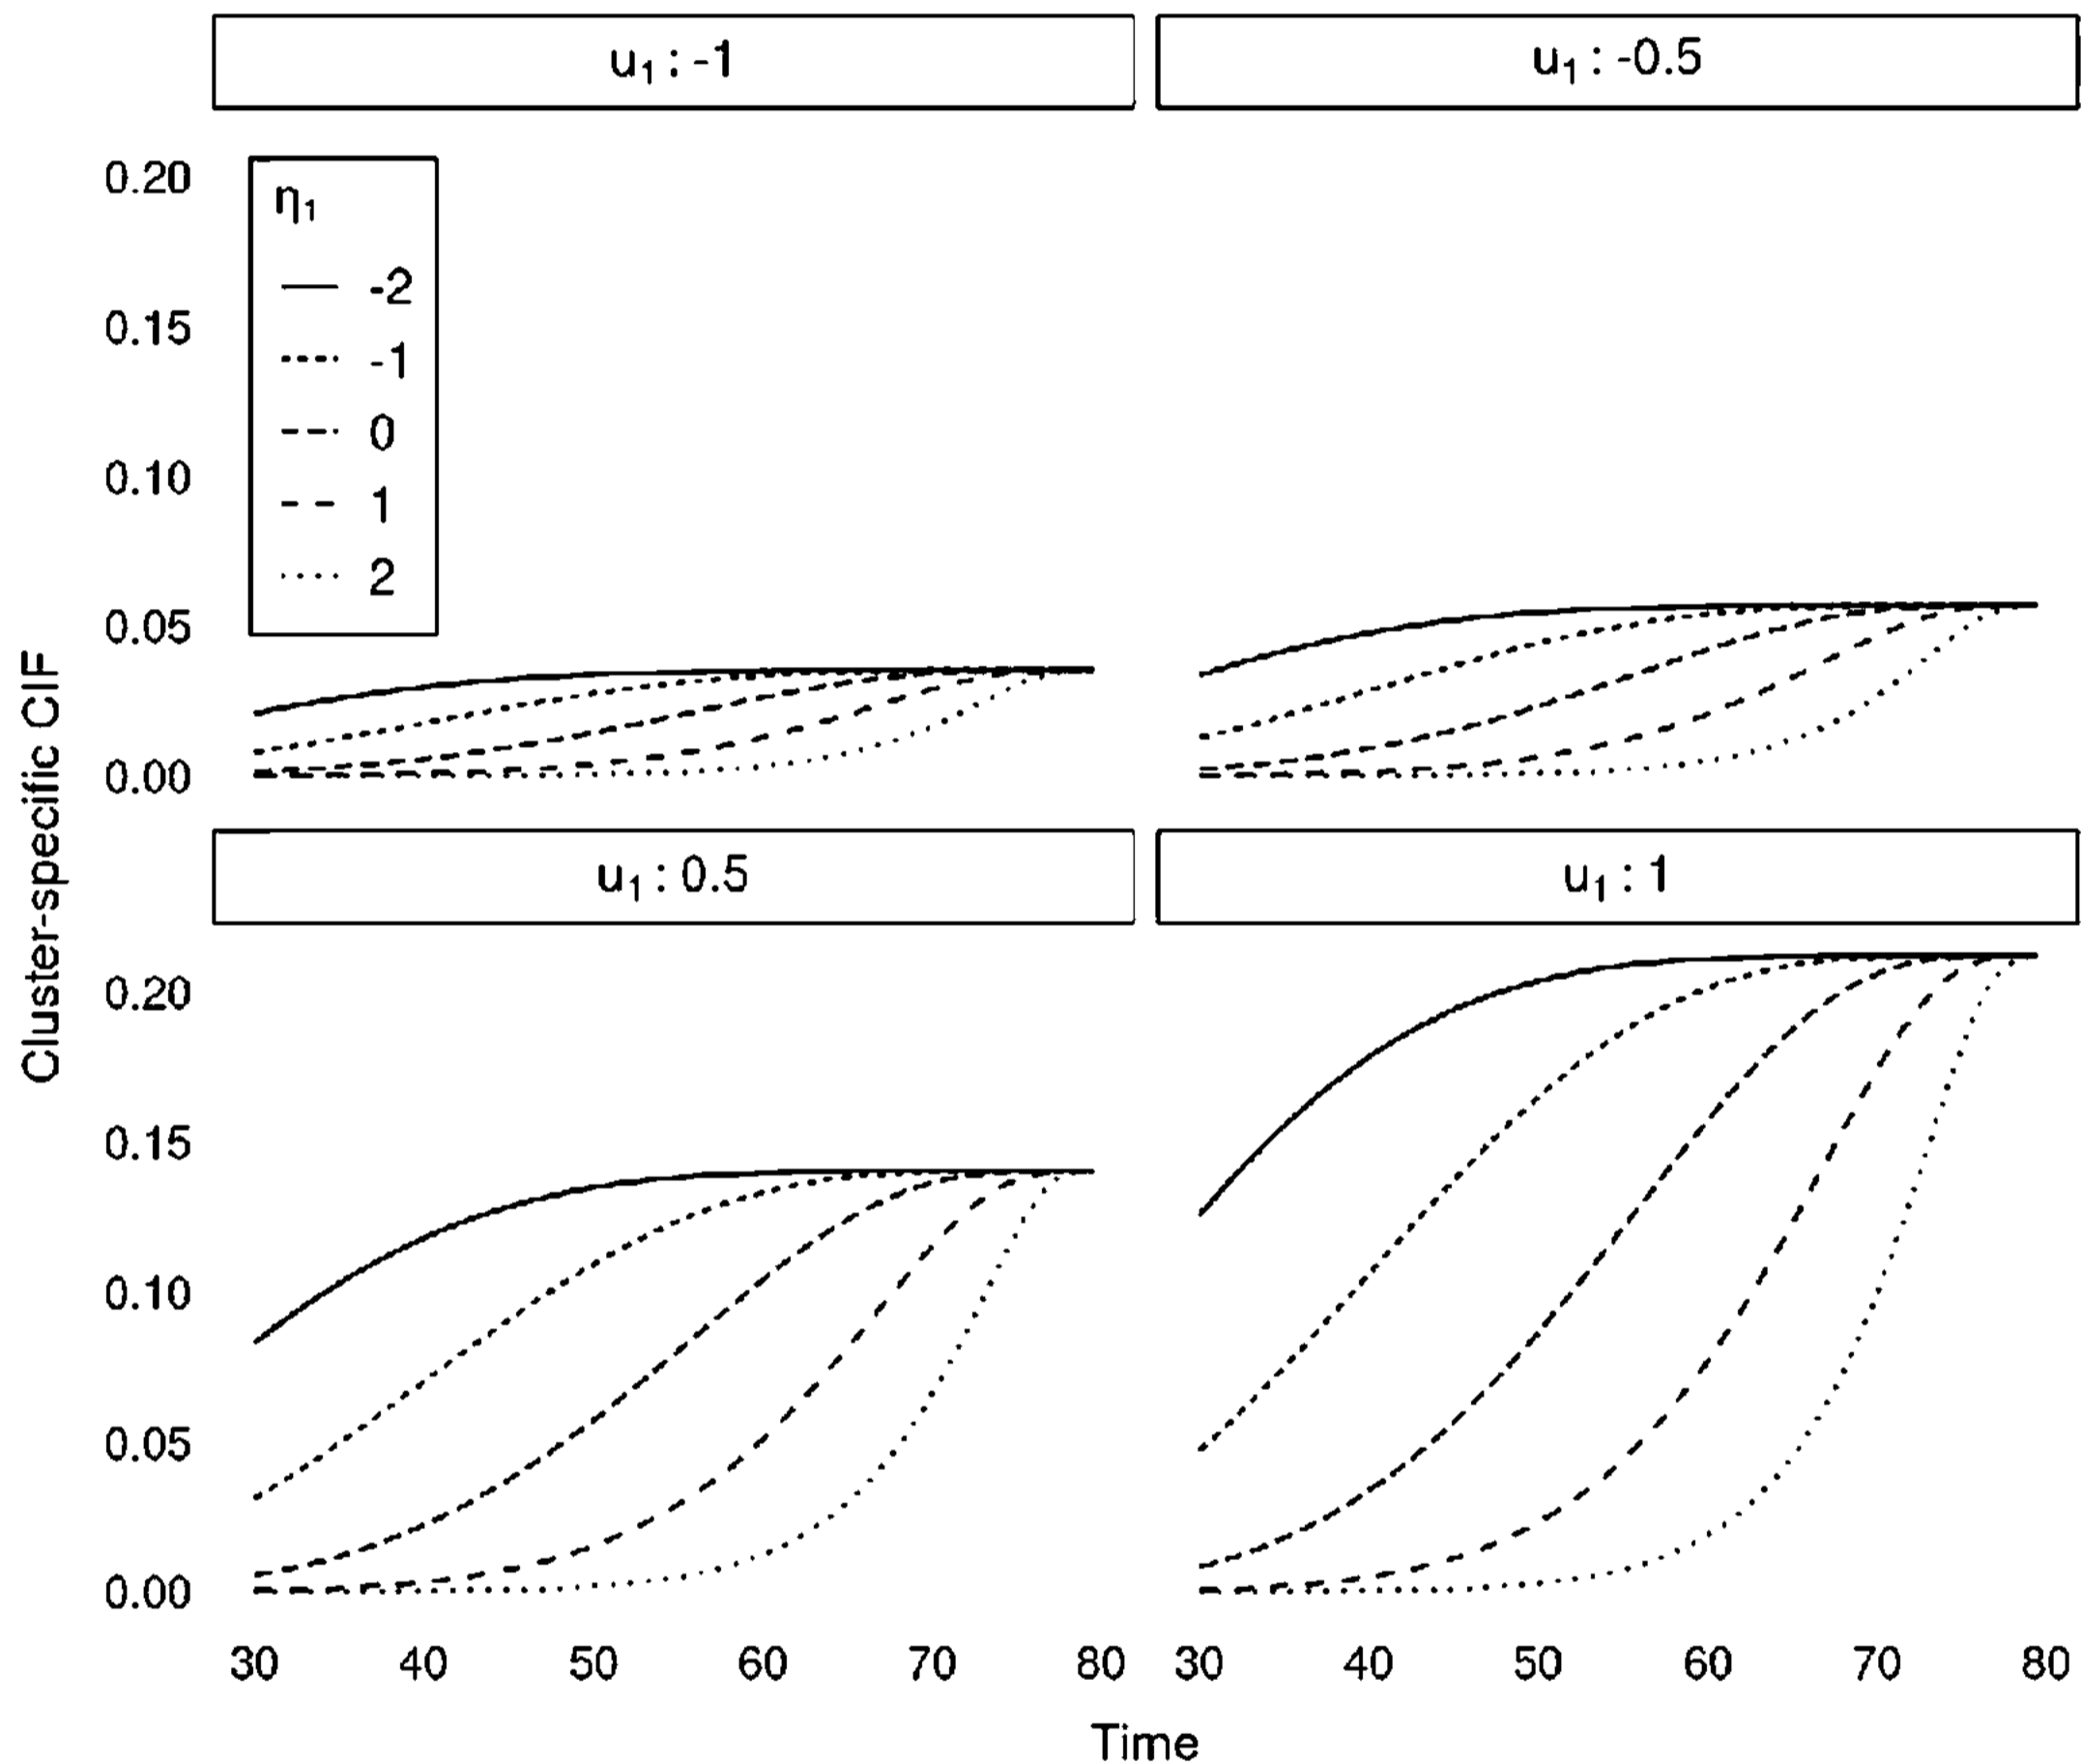 u₁ : -1
u₁ : -0.5
0.20
0.15
0.10
0.05
0.00
η₁
-2
-1
0
1
2
Cluster-specific CIF
u₁ : 0.5
u₁ : 1
0.20
0.15
0.10
0.05
0.00
30 40 50 60 70 80 30 40 50 60 70 80
Time